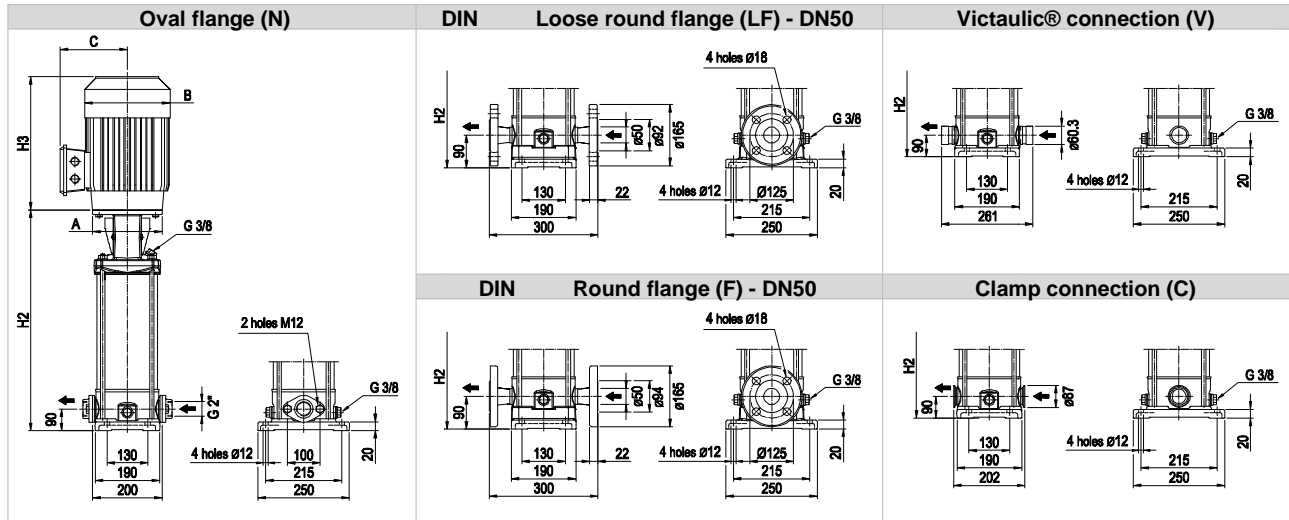 Oval flange (N)
C
B
H3
A
G 3/8
H2
2 holes M12
G 3/8
90
G 2"
20
4 holes Ø12
130
100
190
215
200
250
DIN Loose round flange (LF) - DN50
4 holes Ø18
H2
G 3/8
90
ø50
ø92
ø165
20
4 holes Ø12
130
22
Ø125
190
215
300
250
DIN Round flange (F) - DN50
4 holes Ø18
H2
G 3/8
90
ø50
ø94
ø165
20
4 holes Ø12
130
22
Ø125
190
215
300
250
Victaulic® connection (V)
H2
G 3/8
90
ø60.3
20
4 holes Ø12
130
190
215
261
250
Clamp connection (C)
H2
G 3/8
90
ø87
20
4 holes Ø12
130
190
215
202
250